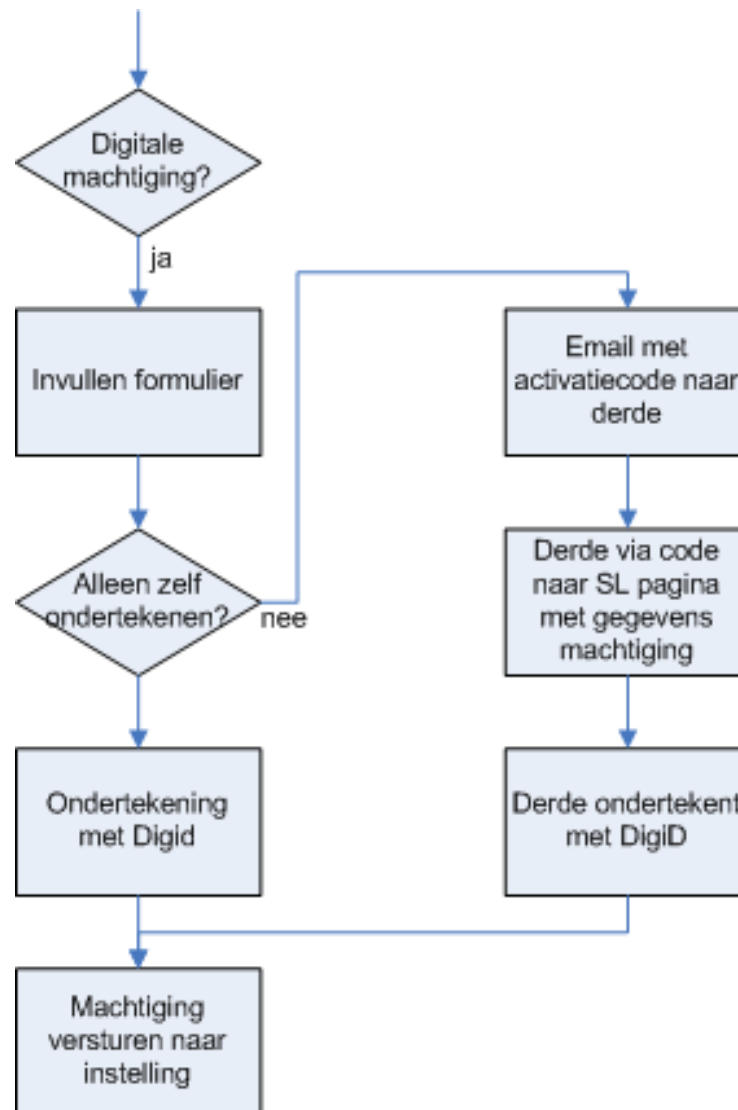 Digitale
machtiging?
ja
Invullen formulier
Alleen zelf
ondertekenen?
nee
Ondertekening
met Digid
Email met
activatiecode naar
derde
Derde via code
naar SL pagina
met gegevens
machtiging
Derde ondertekent
met DigiD
Machtiging
versturen naar
instelling